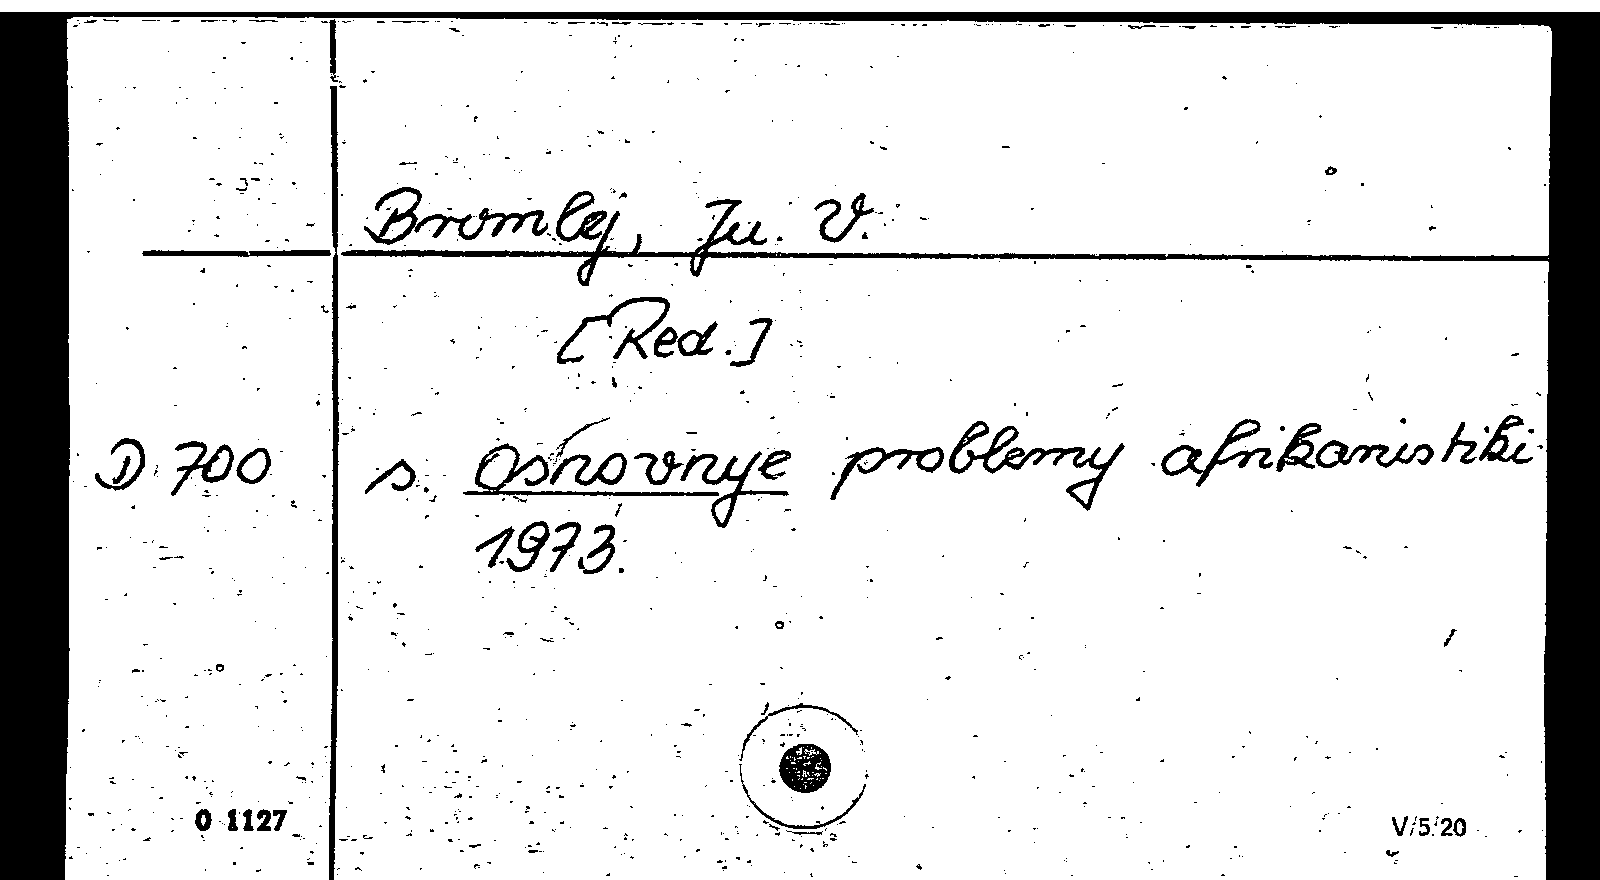 Bromlej, Ju. V.
[Red.]
D 700 s. Osnovnye problemy afrikanistiki
1973.
0 1127
V/5/20